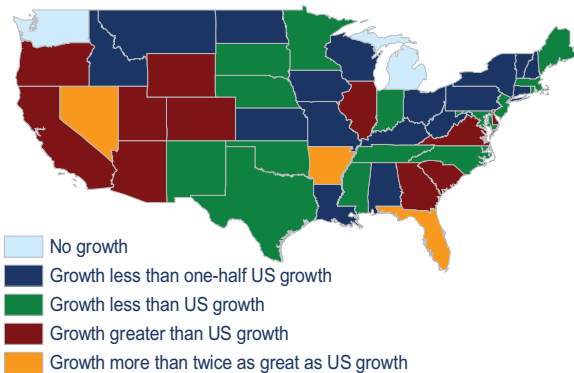 No growth
Growth less than one-half US growth
Growth less than US growth
Growth greater than US growth
Growth more than twice as great as US growth